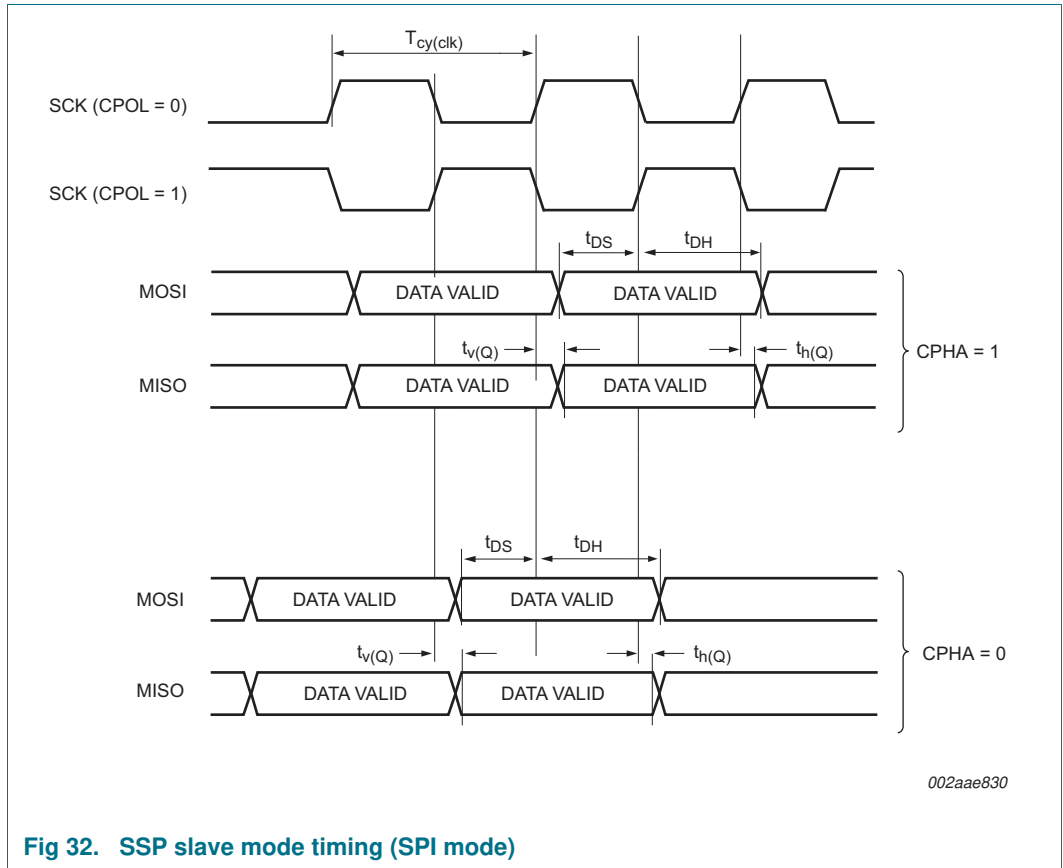 Tcy(clk)
SCK (CPOL = 0)
SCK (CPOL = 1)
tDS tDH
MOSI DATA VALID DATA VALID
tv(Q) th(Q)
CPHA = 1
MISO DATA VALID DATA VALID
tDS tDH
MOSI DATA VALID DATA VALID
tv(Q) th(Q)
CPHA = 0
MISO DATA VALID DATA VALID
002aae830
Fig 32. SSP slave mode timing (SPI mode)